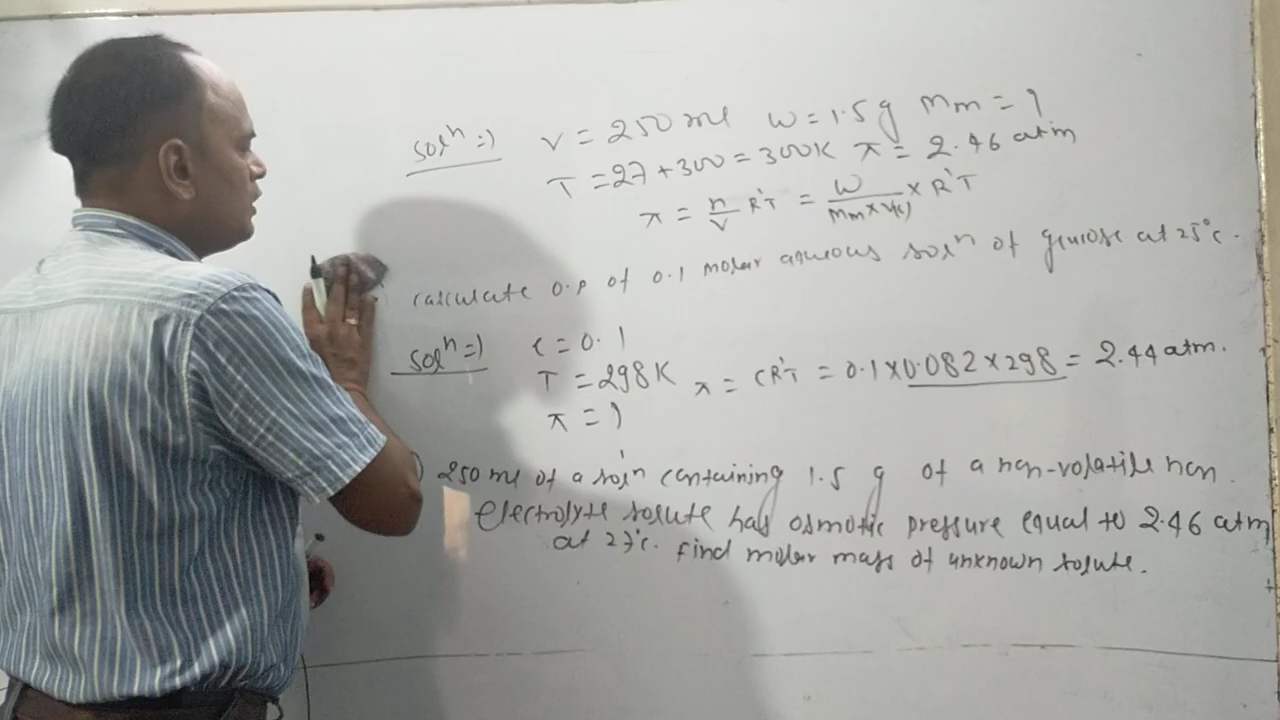 solⁿ⇒ V = 250 ml W = 1.5 g Mm = ?
T = 27 + 300 = 300K π = 2.46 atm
π = n/V RT = W/Mm×V(L) × RT
calculate o.p of 0.1 molar aqueous solⁿ of glucose at 25°c.
solⁿ⇒ C = 0.1
T = 298K π = CRT = 0.1×0.082×298 = 2.44 atm.
π = ?
250 ml of a solⁿ containing 1.5 g of a non-volatile non
electrolyte solute has osmotic pressure equal to 2.46 atm
at 27°c. find molar mass of unknown solute.